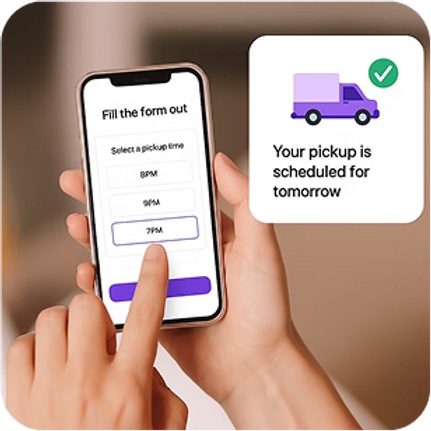 Fill the form out
Select a pickup time
8PM
9PM
7PM
Your pickup is
scheduled for
tomorrow